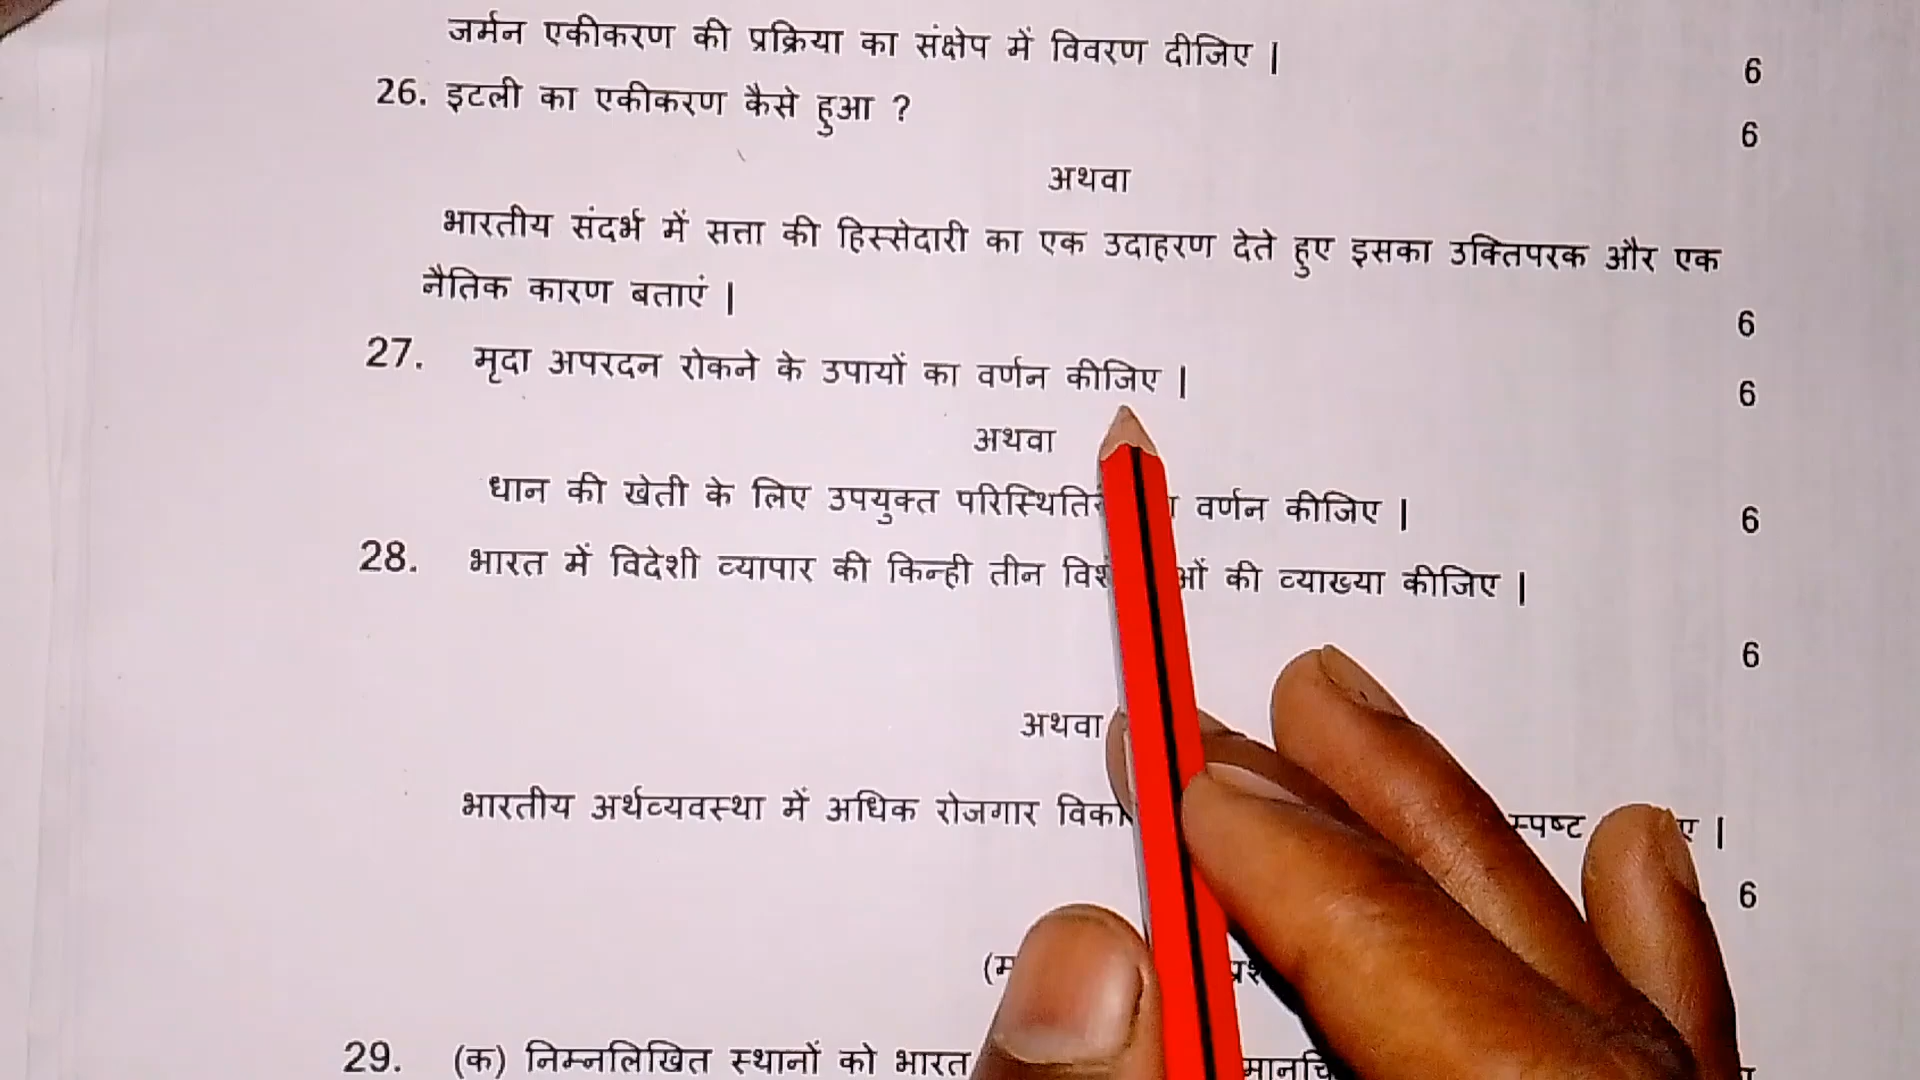 जर्मन एकीकरण की प्रक्रिया का संक्षेप में विवरण दीजिए | 6
26. इटली का एकीकरण कैसे हुआ ? 6
अथवा
भारतीय संदर्भ में सत्ता की हिस्सेदारी का एक उदाहरण देते हुए इसका उक्तिपरक और एक
नैतिक कारण बताएं | 6
27. मृदा अपरदन रोकने के उपायों का वर्णन कीजिए | 6
अथवा
धान की खेती के लिए उपयुक्त वर्णन कीजिए | 6
28. भारत में विदेशी व्यापार की किन्ही तीन की व्याख्या कीजिए |
6
अथवा
भारतीय अर्थव्यवस्था में अधिक रोजगार स्पष्ट |
6
29. (क) निम्नलिखित स्थानों को भारत